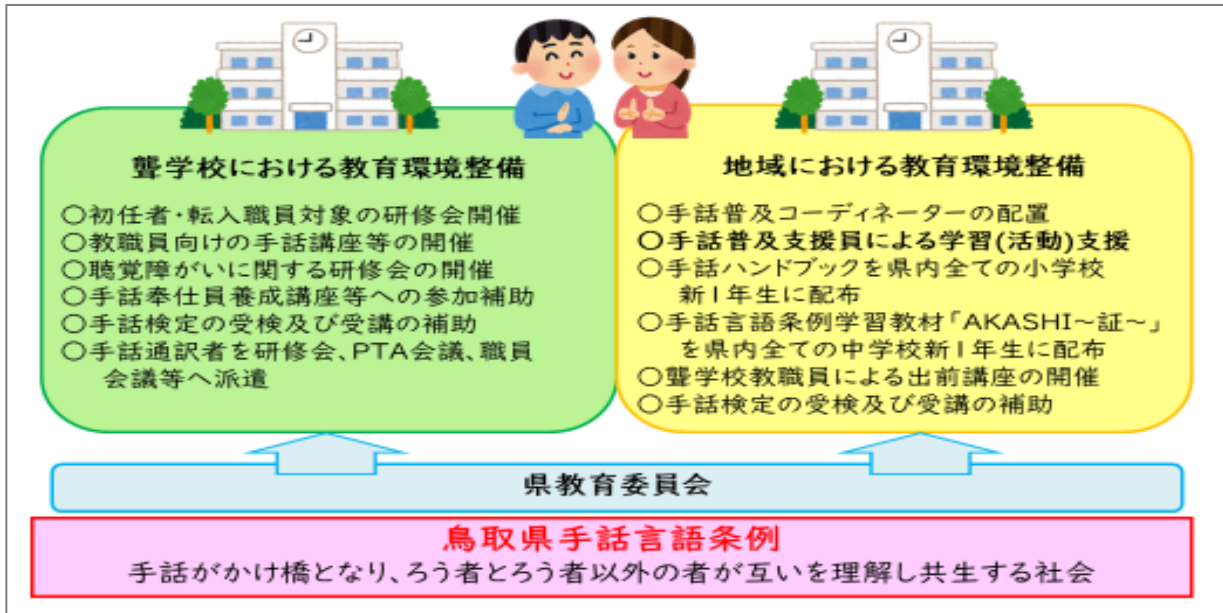 聾学校における教育環境整備
○初任者・転入職員対象の研修会開催
○教職員向けの手話講座等の開催
○聴覚障がいに関する研修会の開催
○手話奉仕員養成講座等への参加補助
○手話検定の受検及び受講の補助
○手話通訳者を研修会、PTA会議、職員
会議等へ派遣
地域における教育環境整備
○手話普及コーディネーターの配置
○手話普及支援員による学習(活動)支援
○手話ハンドブックを県内全ての小学校
新1年生に配布
○手話言語条例学習教材「AKASHI～証～」
を県内全ての中学校新1年生に配布
○聾学校教職員による出前講座の開催
○手話検定の受検及び受講の補助
県教育委員会
鳥取県手話言語条例
手話がかけ橋となり、ろう者とろう者以外の者が互いを理解し共生する社会